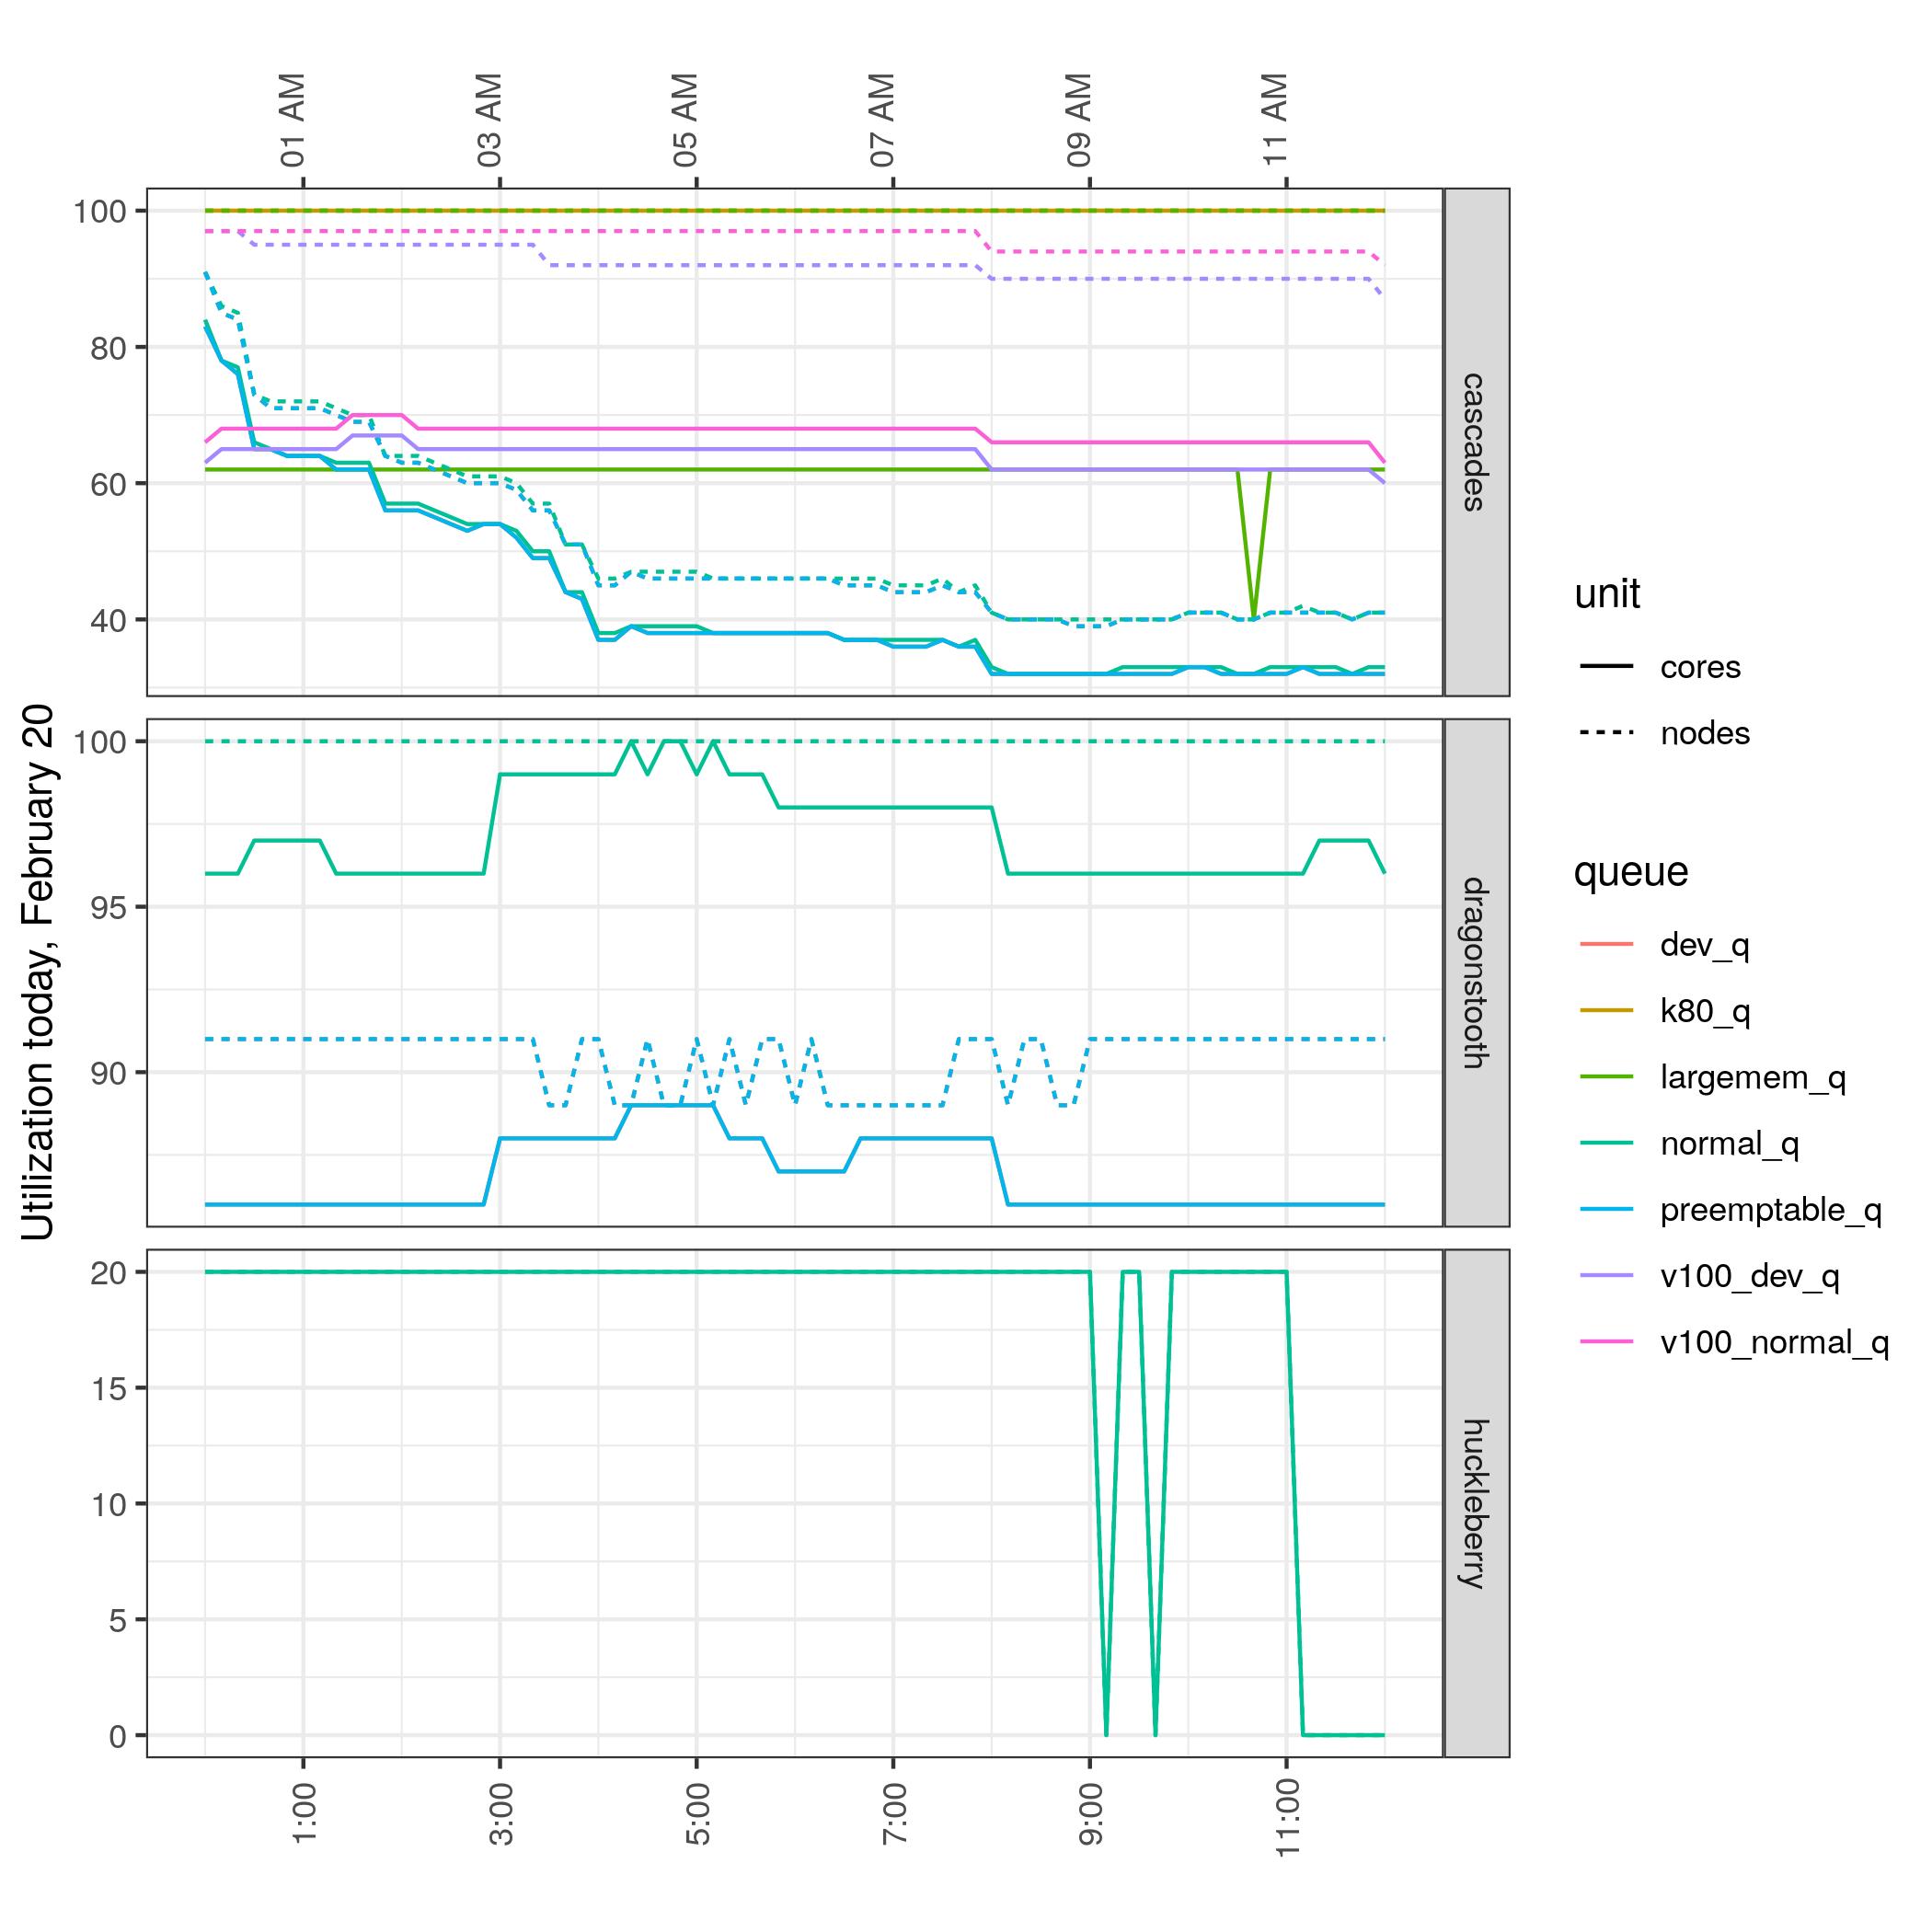 01 AM
03 AM
05 AM
07 AM
09 AM
11 AM
Utilization today, February 20
100
80
60
40
cascades
100
95
90
dragonstooth
20
15
10
5
0
huckleberry
1:00
3:00
5:00
7:00
9:00
11:00
unit
cores
nodes
queue
dev_q
k80_q
largemem_q
normal_q
preemptable_q
v100_dev_q
v100_normal_q